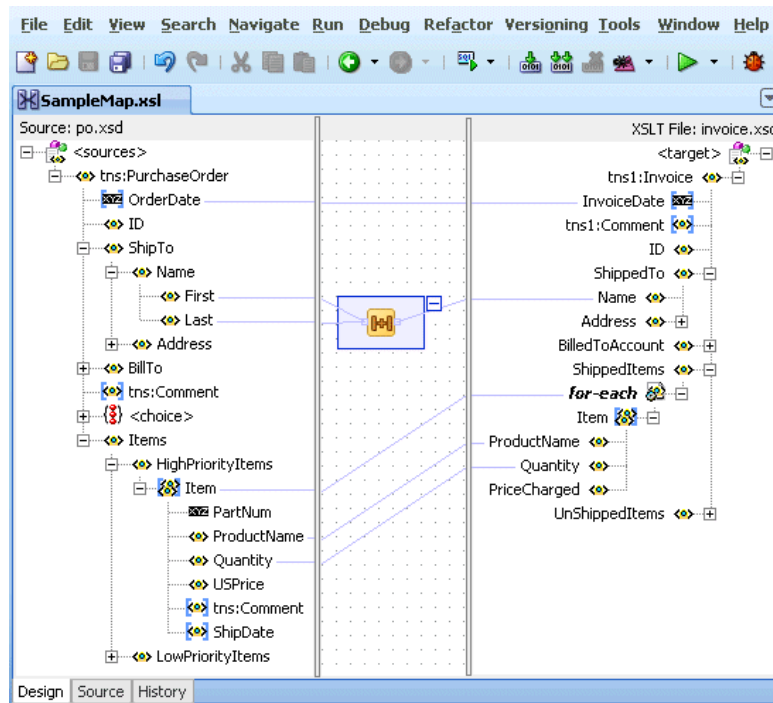 File Edit View Search Navigate Run Debug Refactor Versioning Tools Window Help
SampleMap.xsl
Source: po.xsd
XSLT File: invoice.xsd
<sources>
<target>
tns:PurchaseOrder
tns1:Invoice
OrderDate
InvoiceDate
ID
tns1:Comment
ShipTo
ID
Name
ShippedTo
First
Name
Last
Address
Address
BilledToAccount
BillTo
ShippedItems
tns:Comment
for-each
<choice>
Item
Items
ProductName
HighPriorityItems
Quantity
Item
PriceCharged
PartNum
UnShippedItems
ProductName
Quantity
USPrice
tns:Comment
ShipDate
LowPriorityItems
Design Source History